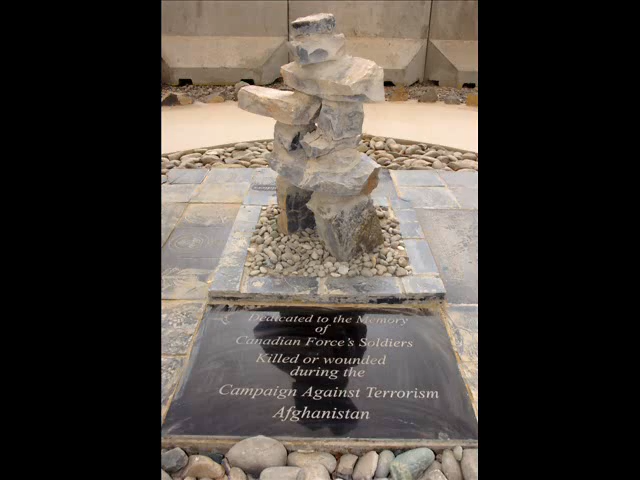 Dedicated to the Memory
of
Canadian Force's Soldiers
Killed or wounded
during the
Campaign Against Terrorism
Afghanistan